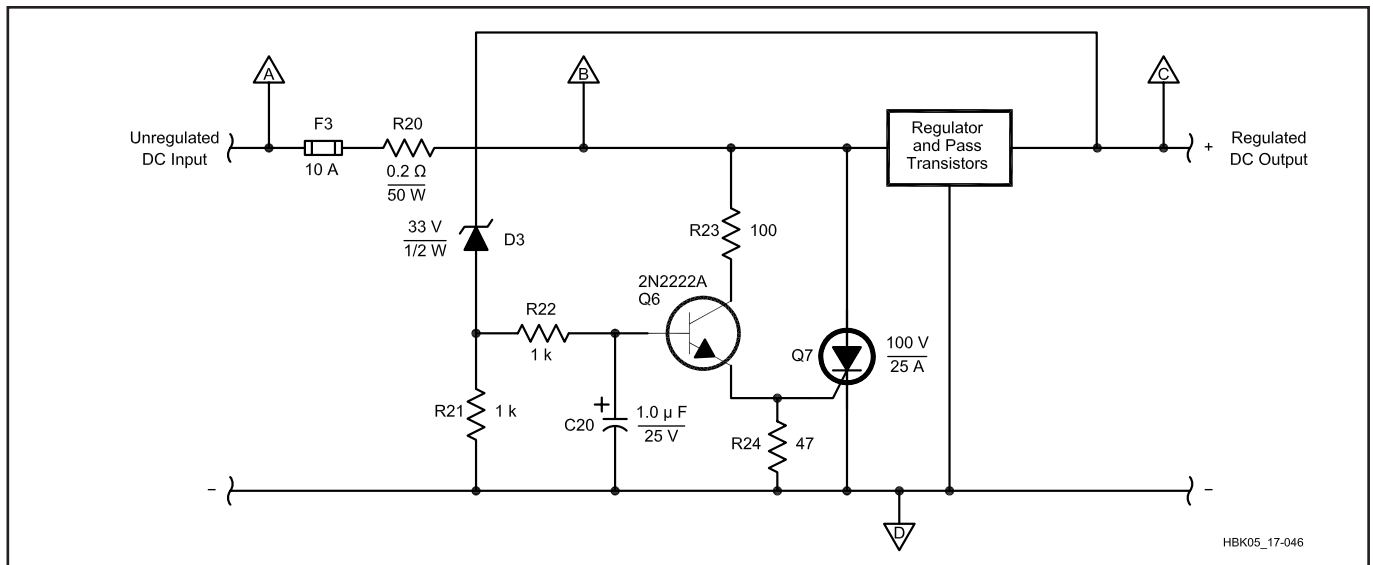 A
B
C
F3
R20
Unregulated
DC Input
10 A
0.2 Ω
50 W
Regulator
and Pass
Transistors
+
Regulated
DC Output
33 V
1/2 W
D3
R23
100
2N2222A
Q6
R22
1 k
Q7
100 V
25 A
R21
1 k
+
C20
1.0 µ F
25 V
R24
47
–
–
D
HBK05_17-046